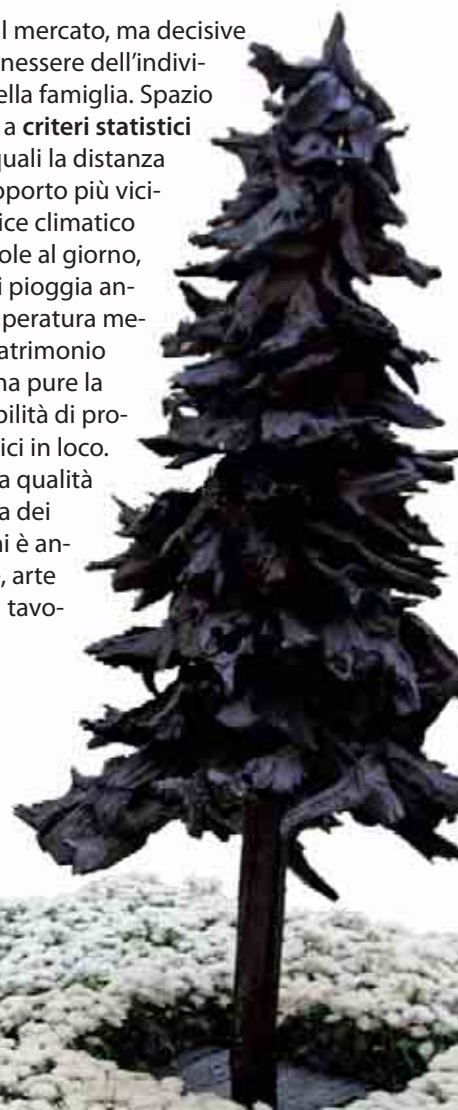 l mercato, ma decisive
nessere dell’indivi-
ella famiglia. Spazio
a criteri statistici
quali la distanza
oporto più vici-
ice climatico
ole al giorno,
i pioggia an-
peratura me-
atrimonio
na pure la
bilità di pro-
ici in loco.
a qualità
a dei
ni è an-
, arte
tavo-